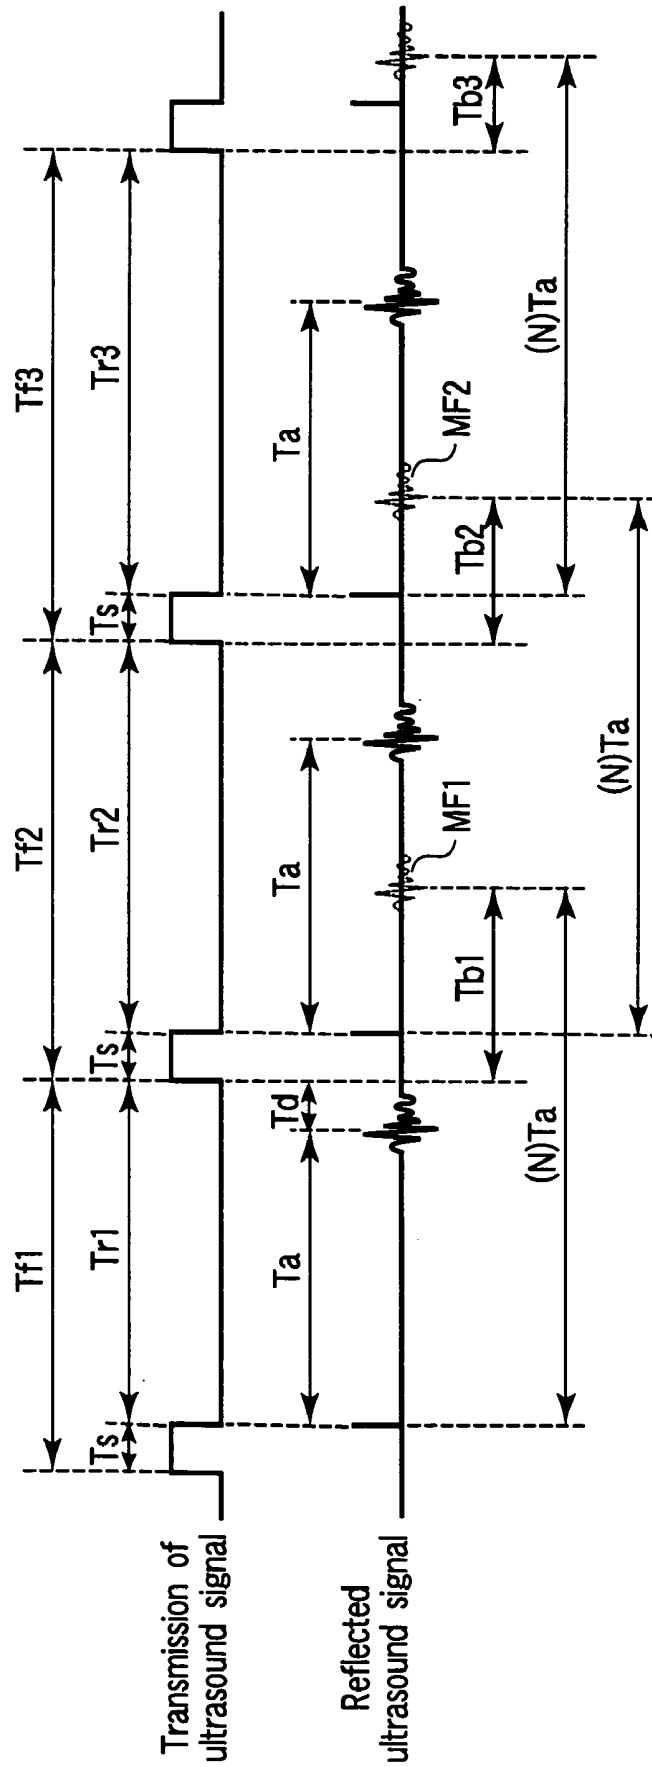 Tf1
Tf2
Tf3
Ts
Tr1
Ts
Tr2
Ts
Tr3
Transmission of
ultrasound signal
Ta
Td
Ta
Ta
Reflected
ultrasound signal
MF1
MF2
Tb1
Tb2
Tb3
(N)Ta
(N)Ta
(N)Ta